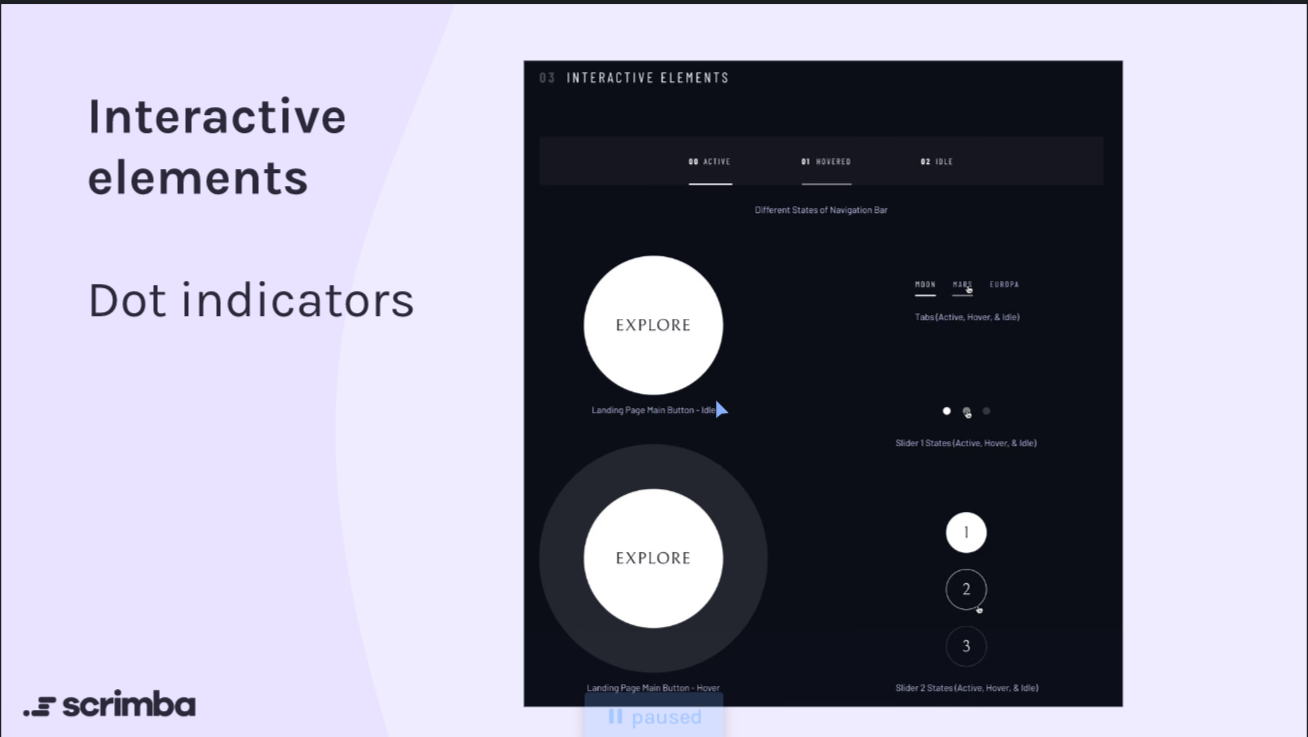 Interactive
elements
Dot indicators
03 INTERACTIVE ELEMENTS
00 ACTIVE 01 HOVERED 02 IDLE
Different States of Navigation Bar
EXPLORE
Landing Page Main Button - Idle
MOON MARS EUROPA
Tabs (Active, Hover, & Idle)
Slider 1 States (Active, Hover, & Idle)
EXPLORE
Landing Page Main Button - Hover
1
2
3
Slider 2 States (Active, Hover, & Idle)
scrimba
paused